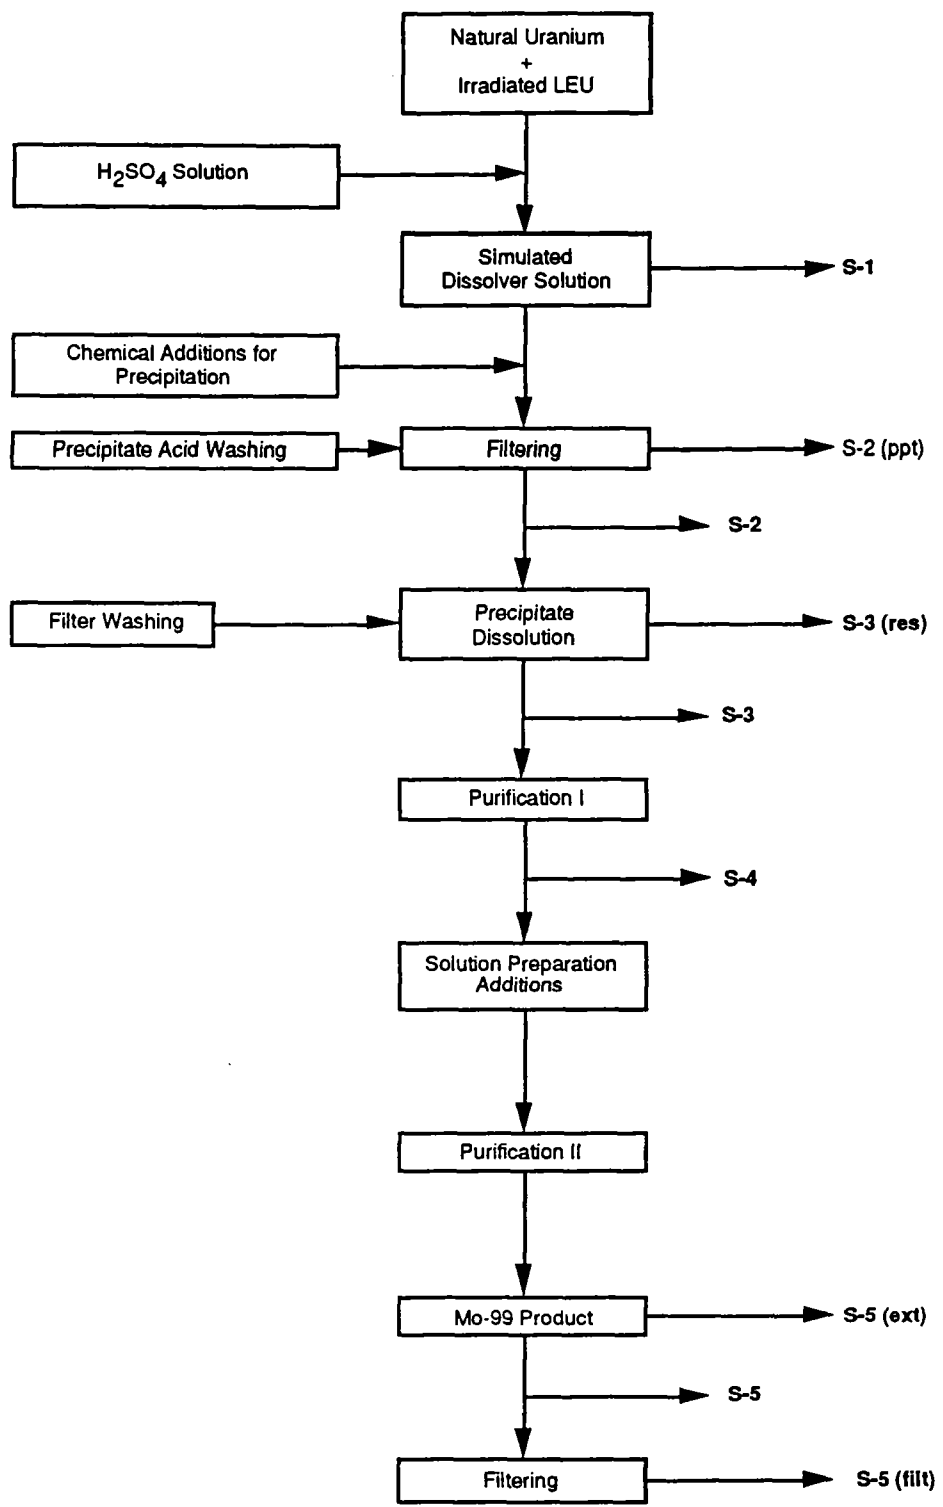 Natural Uranium
+
Irradiated LEU
H2SO4 Solution
Simulated
Dissolver Solution
S-1
Chemical Additions for
Precipitation
Precipitate Acid Washing
Filtering
S-2 (ppt)
S-2
Filter Washing
Precipitate
Dissolution
S-3 (res)
S-3
Purification I
S-4
Solution Preparation
Additions
Purification II
Mo-99 Product
S-5 (ext)
S-5
Filtering
S-5 (filt)